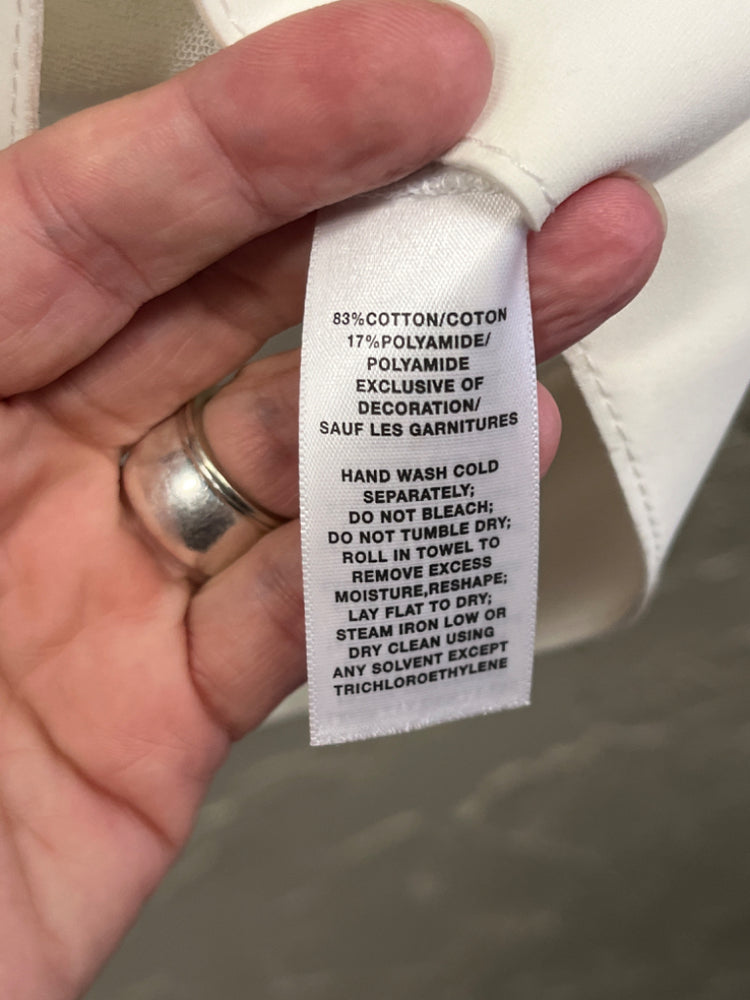 83%COTTON/COTON
17%POLYAMIDE/
POLYAMIDE
EXCLUSIVE OF
DECORATION/
SAUF LES GARNITURES
HAND WASH COLD
SEPARATELY;
DO NOT BLEACH;
DO NOT TUMBLE DRY;
ROLL IN TOWEL TO
REMOVE EXCESS
MOISTURE,RESHAPE;
LAY FLAT TO DRY;
STEAM IRON LOW OR
DRY CLEAN USING
ANY SOLVENT EXCEPT
TRICHLOROETHYLENE